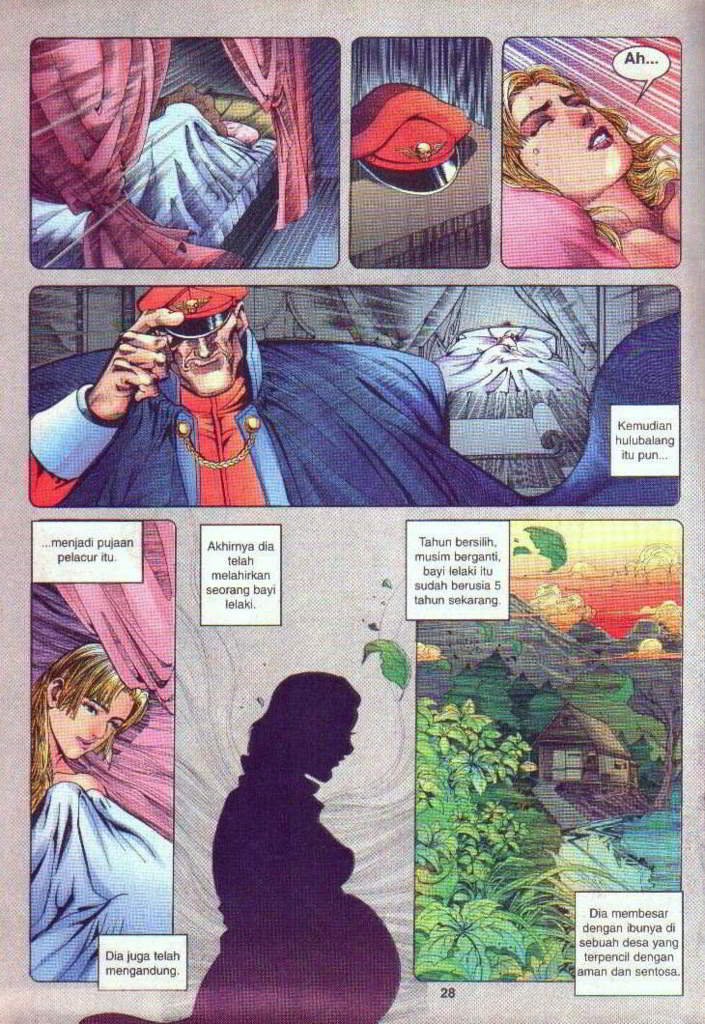 Ah...
Kemudian
hulubalang
itu pun...
...menjadi pujaan
pelacur itu.
Akhirnya dia
telah
melahirkan
seorang bayi
lelaki.
Tahun bersilih,
musim berganti,
bayi lelaki itu
sudah berusia 5
tahun sekarang.
Dia juga telah
mengandung.
Dia membesar
dengan ibunya di
sebuah desa yang
terpencil dengan
aman dan sentosa.
28